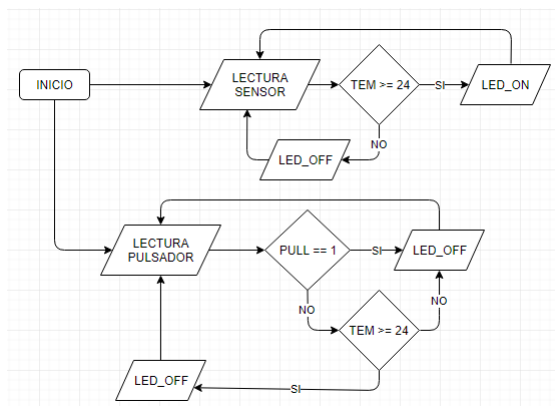 INICIO
LECTURA
SENSOR
TEM >= 24
SI
LED_ON
NO
LED_OFF
LECTURA
PULSADOR
PULL == 1
SI
LED_OFF
NO
NO
TEM >= 24
SI
LED_OFF